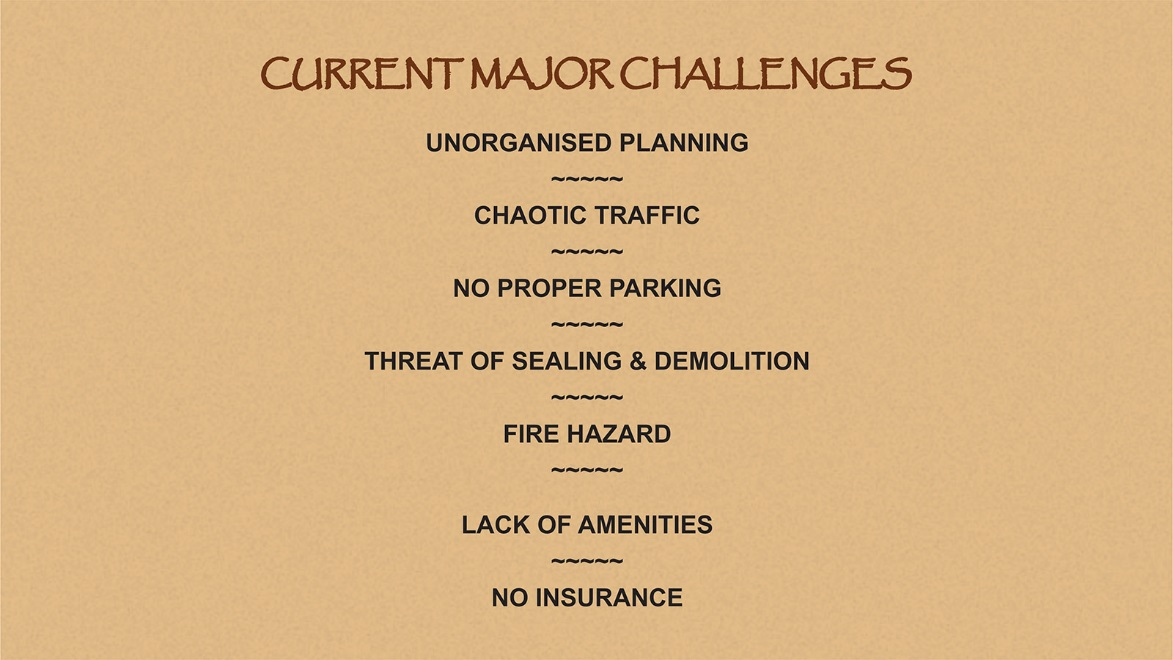 CURRENT MAJOR CHALLENGES
UNORGANISED PLANNING
~~~~~
CHAOTIC TRAFFIC
~~~~~
NO PROPER PARKING
~~~~~
THREAT OF SEALING & DEMOLITION
~~~~~
FIRE HAZARD
~~~~~
LACK OF AMENITIES
~~~~~
NO INSURANCE